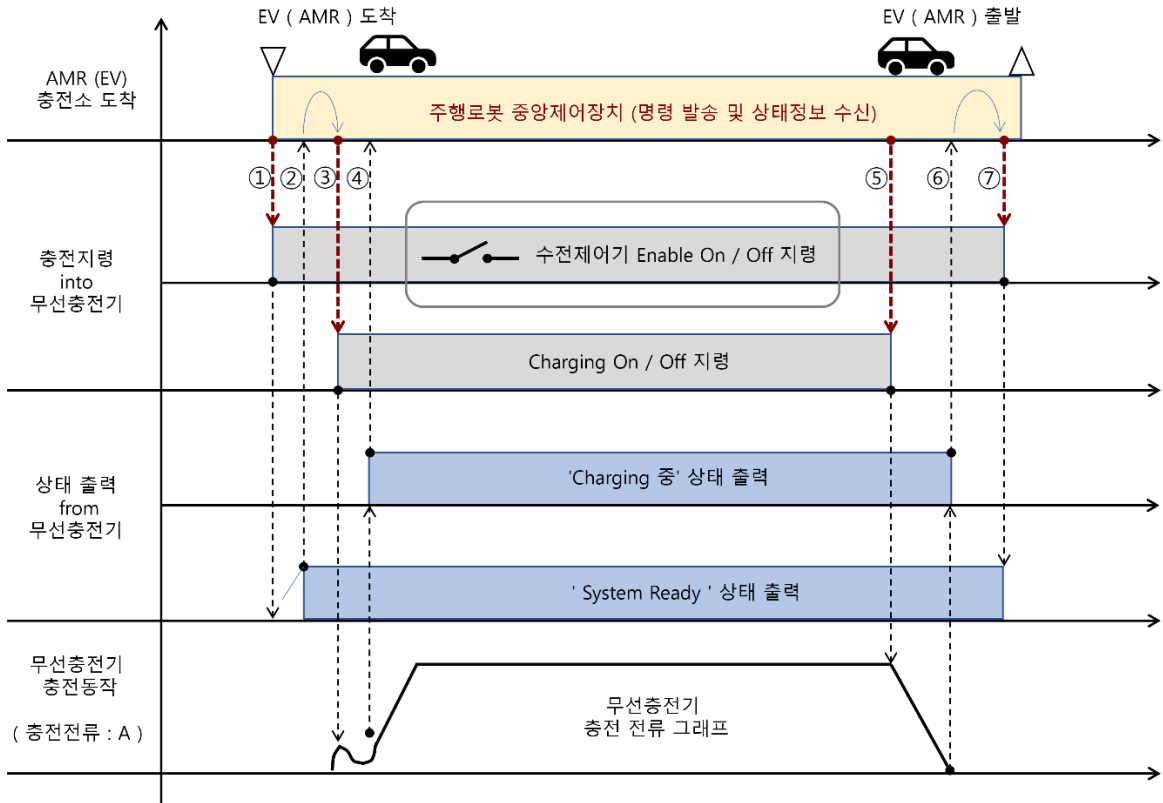 EV ( AMR ) 도착
EV ( AMR ) 출발
AMR (EV)
충전소 도착
주행로봇 중앙제어장치 (명령 발송 및 상태정보 수신)
①
②
③
④
⑤
⑥
⑦
충전지령
into
무선충전기
수전제어기 Enable On / Off 지령
Charging On / Off 지령
상태 출력
from
무선충전기
'Charging 중' 상태 출력
' System Ready ' 상태 출력
무선충전기
충전동작
( 충전전류 : A )
무선충전기
충전 전류 그래프